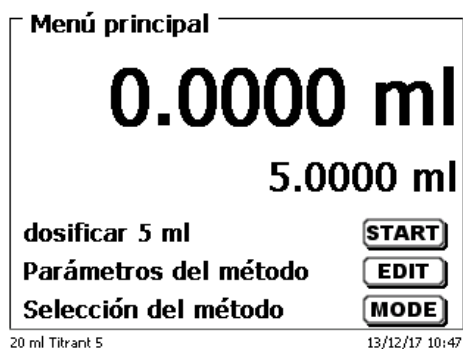 Menú principal
0.0000 ml
5.0000 ml
dosificar 5 ml START
Parámetros del método EDIT
Selección del método MODE
20 ml Titrant 5 13/12/17 10:47